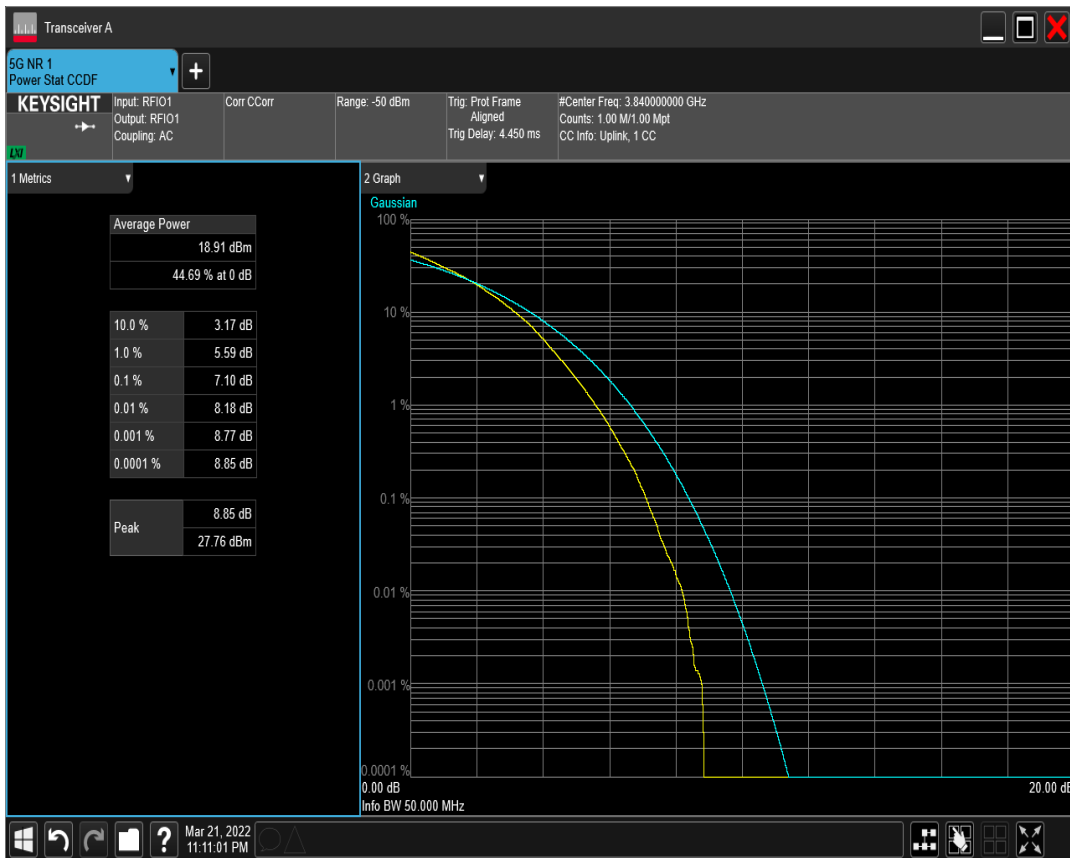 Transceiver A
5G NR 1
Power Stat CCDF
KEYSIGHT
LXI
Input: RFIO1
Output: RFIO1
Coupling: AC
Corr CCorr
Range: -50 dBm
Trig: Prot Frame
Aligned
Trig Delay: 4.450 ms
#Center Freq: 3.840000000 GHz
Counts: 1.00 M/1.00 Mpt
CC Info: Uplink, 1 CC
1 Metrics
Average Power
18.91 dBm
44.69 % at 0 dB
10.0 % 3.17 dB
1.0 % 5.59 dB
0.1 % 7.10 dB
0.01 % 8.18 dB
0.001 % 8.77 dB
0.0001 % 8.85 dB
Peak
8.85 dB
27.76 dBm
2 Graph
Gaussian
100 %
10 %
1 %
0.1 %
0.01 %
0.001 %
0.0001 %
0.00 dB 20.00 dB
Info BW 50.000 MHz
Mar 21, 2022
11:11:01 PM